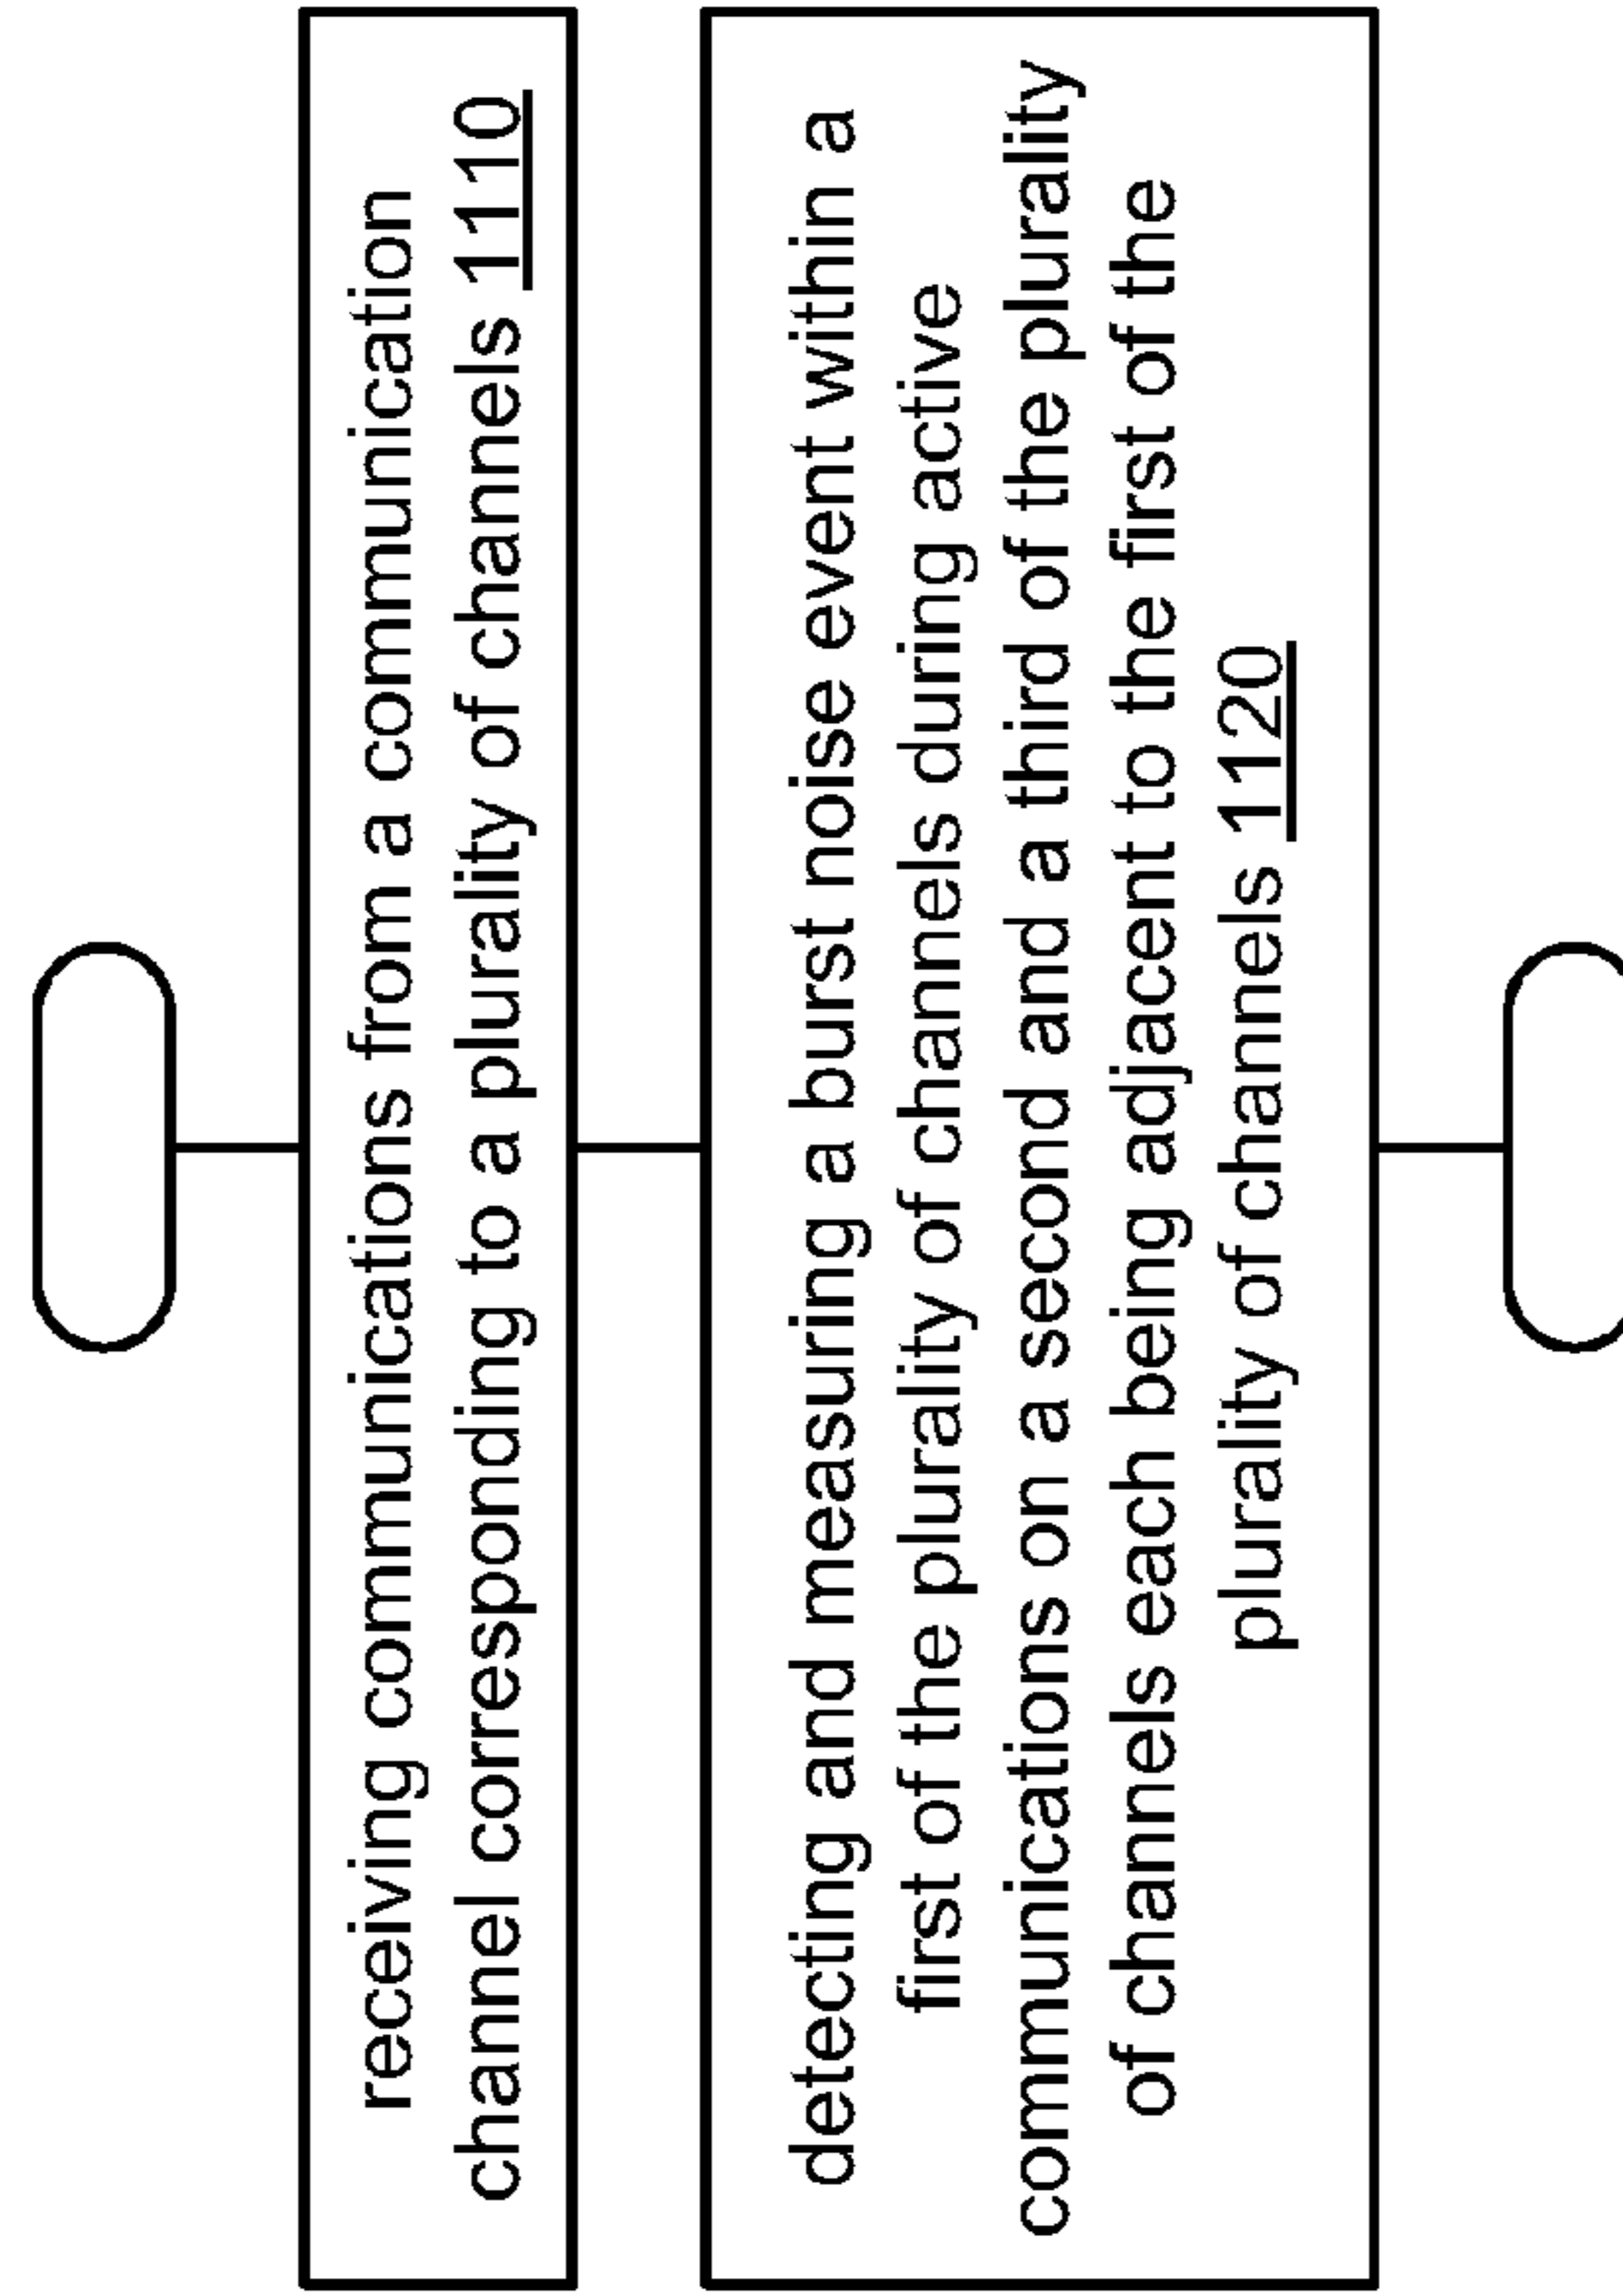 receiving communications from a communication
channel corresponding to a plurality of channels 1110
detecting and measuring a burst noise event within a
first of the plurality of channels during active
communications on a second and a third of the plurality
of channels each being adjacent to the first of the
plurality of channels 1120